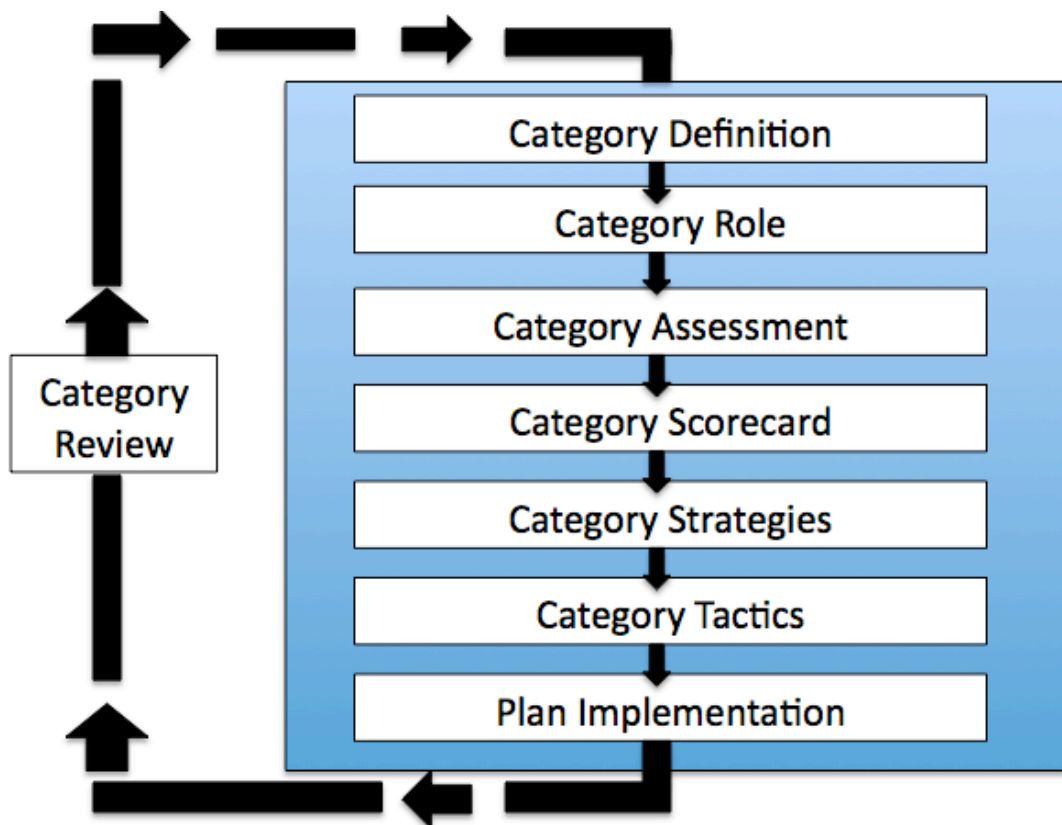 Category Definition
Category Role
Category Assessment
Category Scorecard
Category Strategies
Category Tactics
Plan Implementation
Category
Review